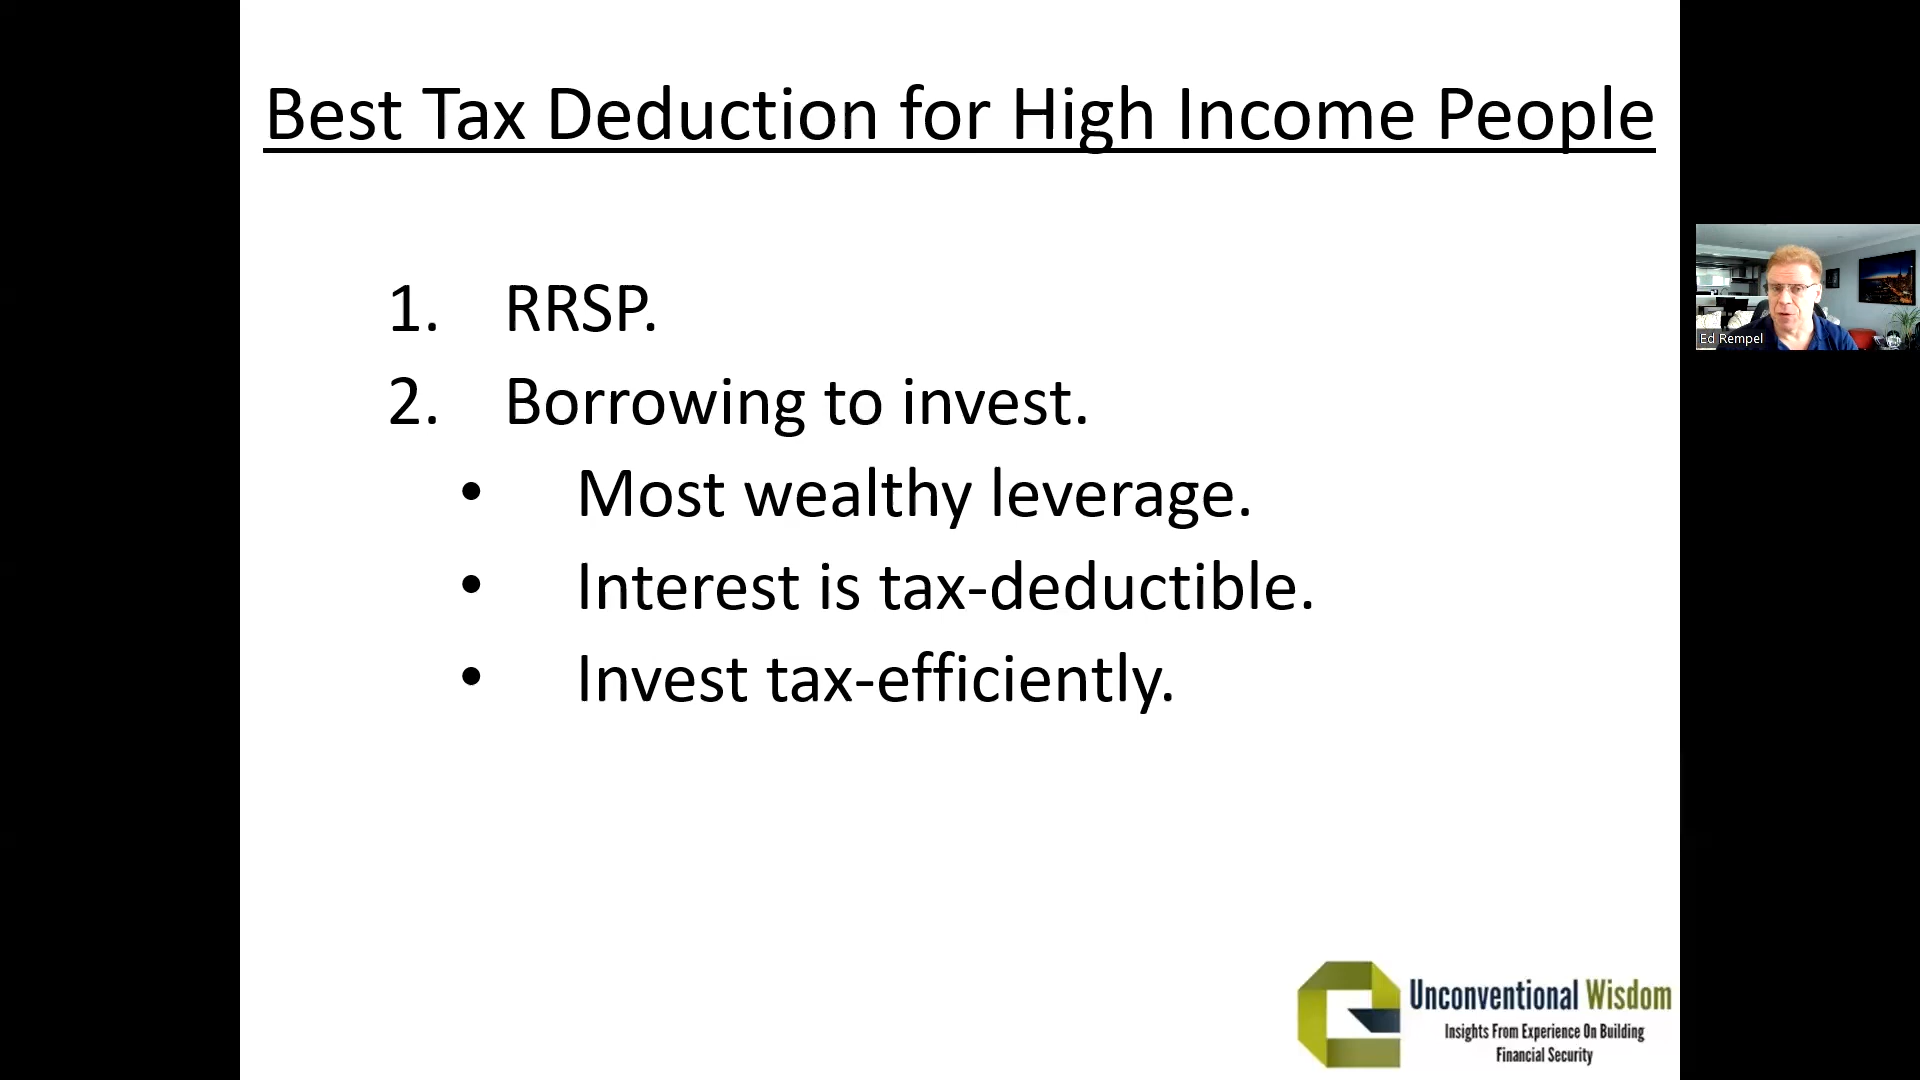 Best Tax Deduction for High Income People
1. RRSP.
2. Borrowing to invest.
• Most wealthy leverage.
• Interest is tax-deductible.
• Invest tax-efficiently.
Ed Rempel
Unconventional Wisdom
Insights From Experience On Building
Financial Security